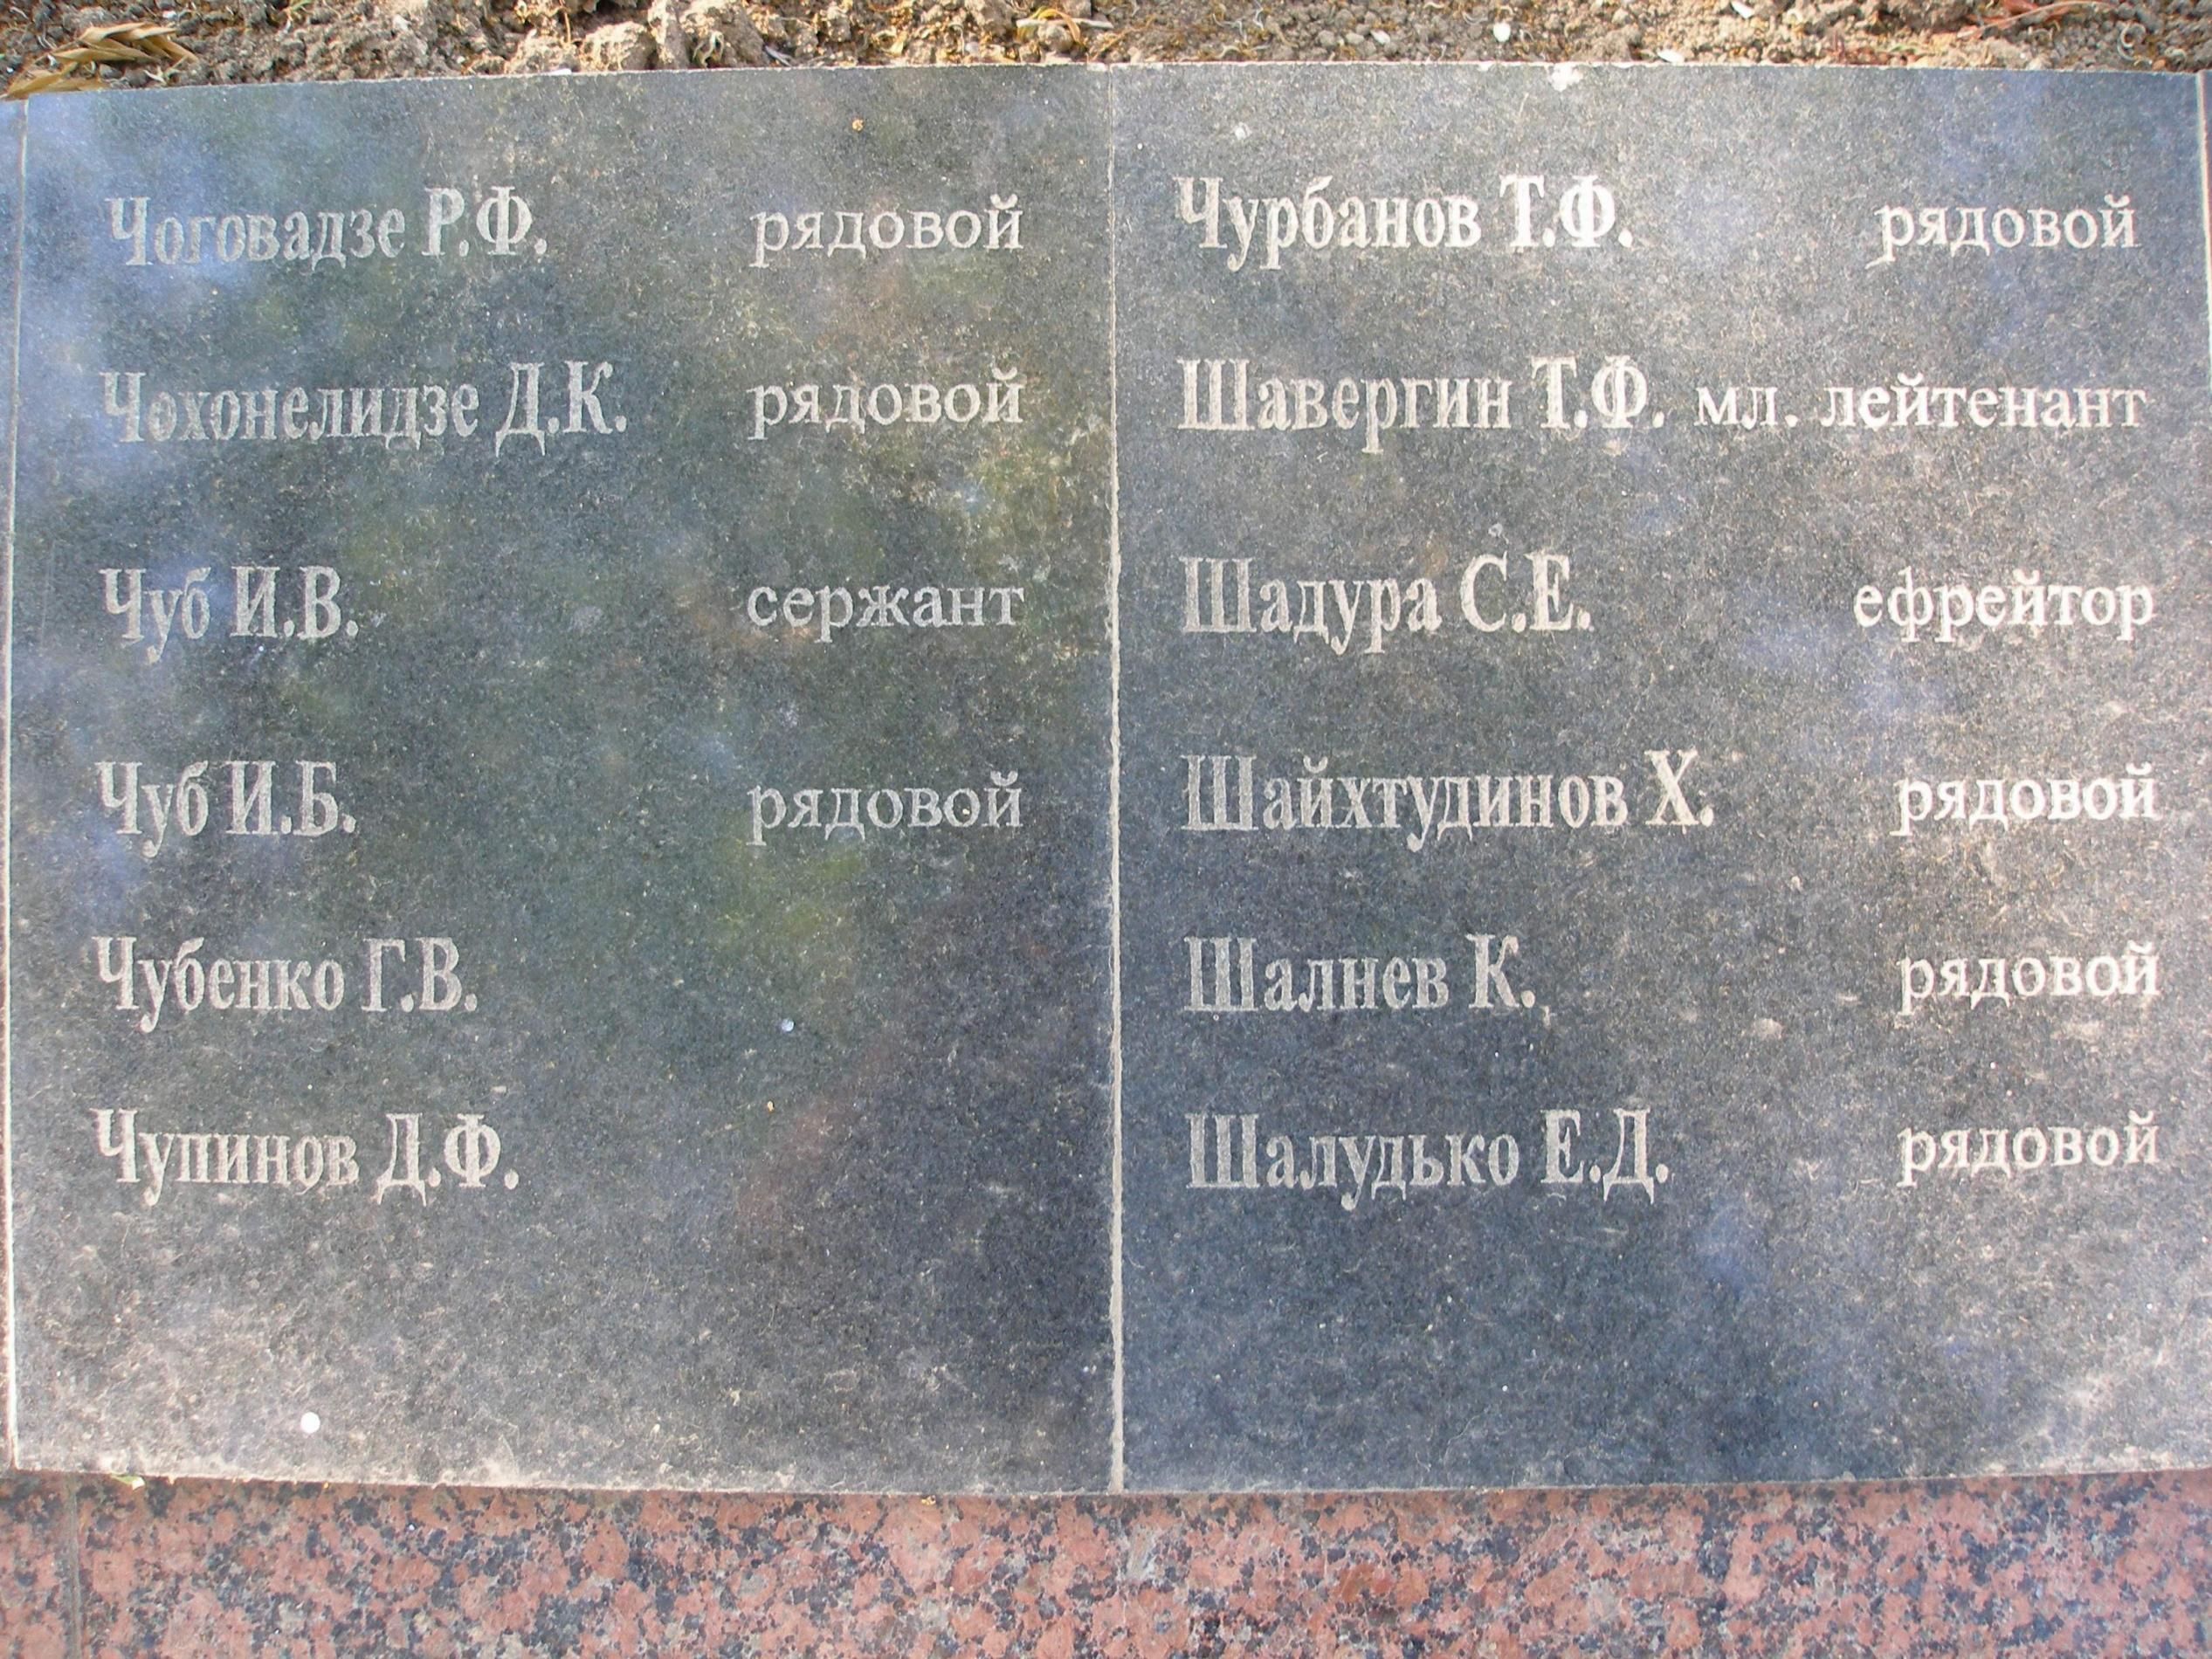 Чоговадзе Р.Ф. рядовой
Чохонелидзе Д.К. рядовой
Чуб И.В. сержант
Чуб И.Б. рядовой
Чубенко Г.В.
Чупинов Д.Ф.
Чурбанов Т.Ф. рядовой
Шавергин Т.Ф. мл. лейтенант
Шадура С.Е. ефрейтор
Шайхтудинов Х. рядовой
Шалнев К. рядовой
Шалудько Е.Д. рядовой